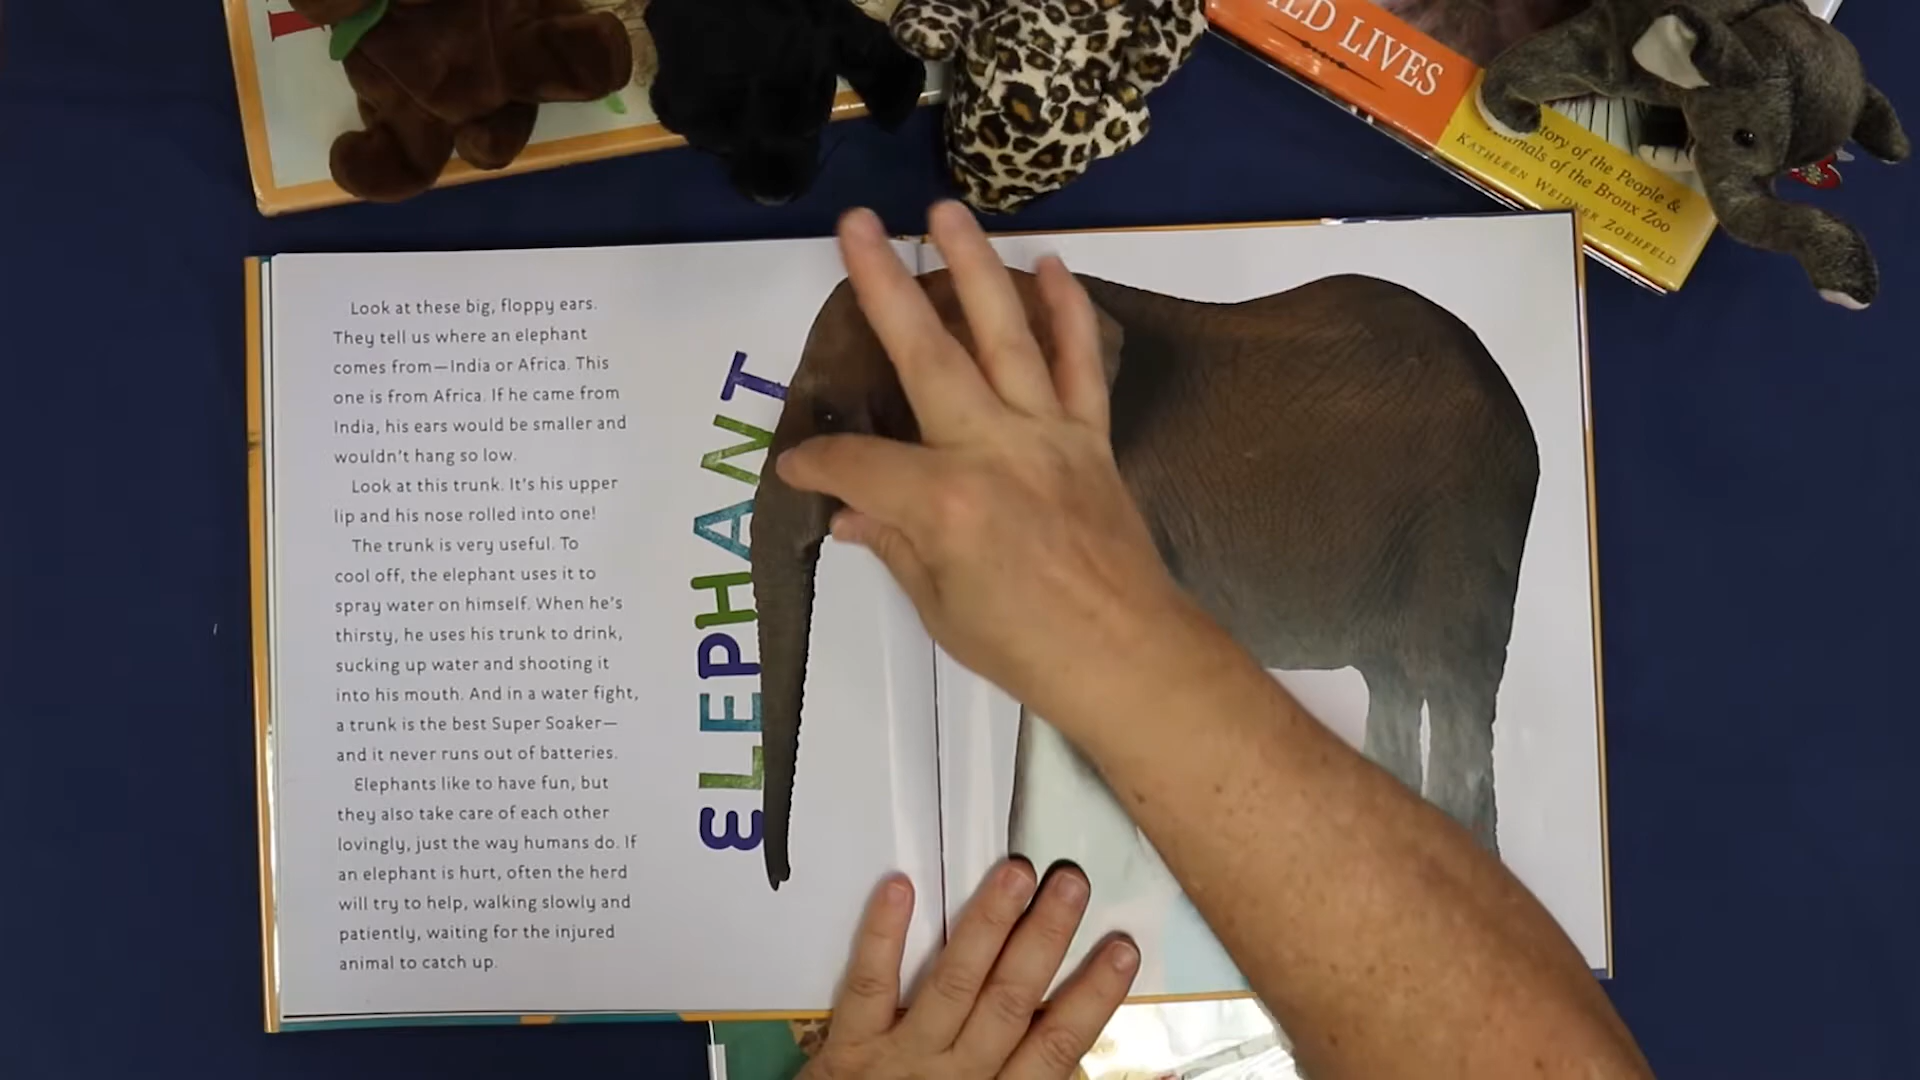 ILD LIVES
tory of the People &
Animals of the Bronx Zoo
KATHLEEN WEIDNER ZOEHFELD
Look at these big, floppy ears.
They tell us where an elephant
comes from—India or Africa. This
one is from Africa. If he came from
India, his ears would be smaller and
wouldn't hang so low.
Look at this trunk. It's his upper
lip and his nose rolled into one!
The trunk is very useful. To
cool off, the elephant uses it to
spray water on himself. When he's
thirsty, he uses his trunk to drink,
sucking up water and shooting it
into his mouth. And in a water fight,
a trunk is the best Super Soaker—
and it never runs out of batteries.
Elephants like to have fun, but
they also take care of each other
lovingly, just the way humans do. If
an elephant is hurt, often the herd
will try to help, walking slowly and
patiently, waiting for the injured
animal to catch up.
ELEPHANT